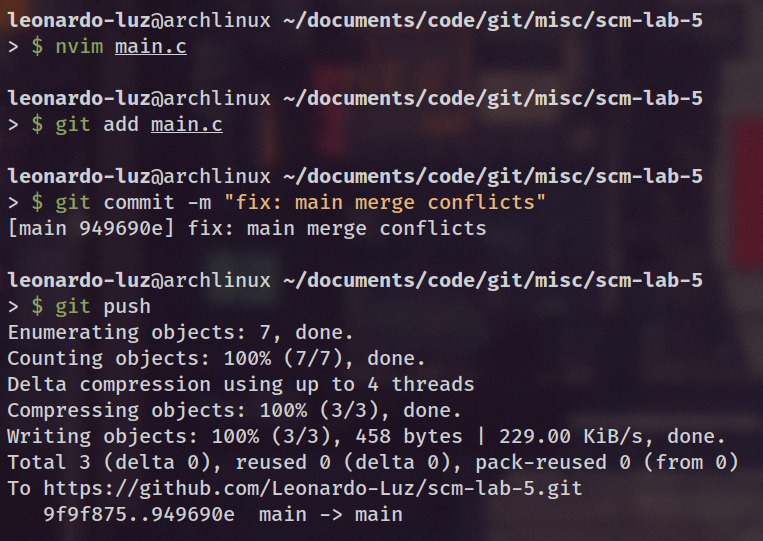 leonardo-luz@archlinux ~/documents/code/git/misc/scm-lab-5
> $ nvim main.c
leonardo-luz@archlinux ~/documents/code/git/misc/scm-lab-5
> $ git add main.c
leonardo-luz@archlinux ~/documents/code/git/misc/scm-lab-5
> $ git commit -m "fix: main merge conflicts"
[main 949690e] fix: main merge conflicts
leonardo-luz@archlinux ~/documents/code/git/misc/scm-lab-5
> $ git push
Enumerating objects: 7, done.
Counting objects: 100% (7/7), done.
Delta compression using up to 4 threads
Compressing objects: 100% (3/3), done.
Writing objects: 100% (3/3), 458 bytes | 229.00 KiB/s, done.
Total 3 (delta 0), reused 0 (delta 0), pack-reused 0 (from 0)
To https://github.com/Leonardo-Luz/scm-lab-5.git
   9f9f875..949690e  main -> main